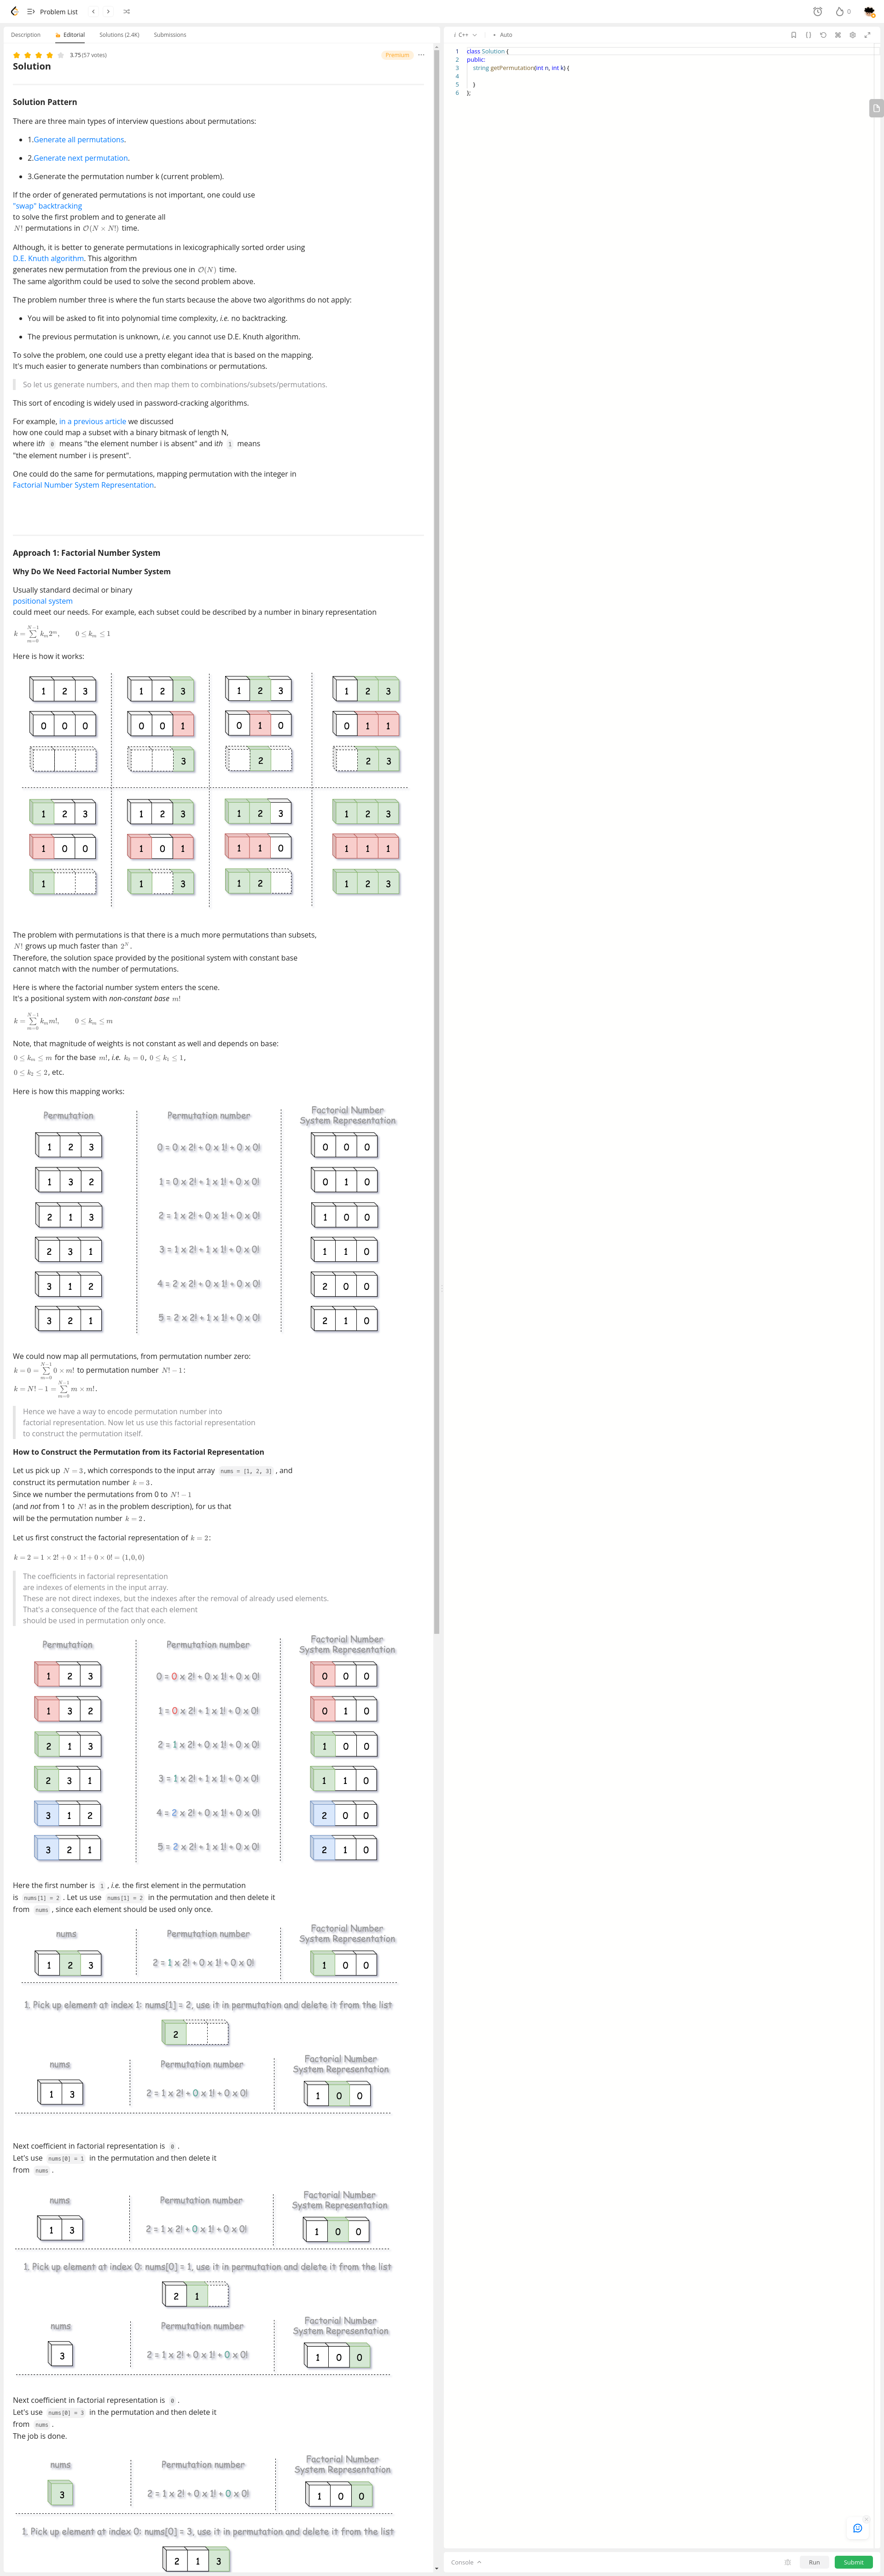 Problem List
0
Description
Editorial
Solutions (2.4K)
Submissions
3.75 (57 votes)
Premium
Solution
Solution Pattern
There are three main types of interview questions about permutations:
1.Generate all permutations.
2.Generate next permutation.
3.Generate the permutation number k (current problem).
If the order of generated permutations is not important, one could use
"swap" backtracking
to solve the first problem and to generate all
N! permutations in O(N × N!) time.
Although, it is better to generate permutations in lexicographically sorted order using
D.E. Knuth algorithm. This algorithm
generates new permutation from the previous one in O(N) time.
The same algorithm could be used to solve the second problem above.
The problem number three is where the fun starts because the above two algorithms do not apply:
You will be asked to fit into polynomial time complexity, i.e. no backtracking.
The previous permutation is unknown, i.e. you cannot use D.E. Knuth algorithm.
To solve the problem, one could use a pretty elegant idea that is based on the mapping.
It's much easier to generate numbers than combinations or permutations.
So let us generate numbers, and then map them to combinations/subsets/permutations.
This sort of encoding is widely used in password-cracking algorithms.
For example, in a previous article we discussed
how one could map a subset with a binary bitmask of length N,
where ith 0 means "the element number i is absent" and ith 1 means
"the element number i is present".
One could do the same for permutations, mapping permutation with the integer in
Factorial Number System Representation.
Approach 1: Factorial Number System
Why Do We Need Factorial Number System
Usually standard decimal or binary
positional system
could meet our needs. For example, each subset could be described by a number in binary representation
k = ∑_{m=0}^{N−1} k_m 2^m, 0 ≤ k_m ≤ 1
Here is how it works:
1 2 3 1 2 3 1 2 3 1 2 3
0 0 0 0 0 1 0 1 0 0 1 1
3 2 2 3
1 2 3 1 2 3 1 2 3 1 2 3
1 0 0 1 0 1 1 1 0 1 1 1
1 1 3 1 2 1 2 3
The problem with permutations is that there is a much more permutations than subsets,
N! grows up much faster than 2^N.
Therefore, the solution space provided by the positional system with constant base
cannot match with the number of permutations.
Here is where the factorial number system enters the scene.
It's a positional system with non-constant base m!
k = ∑_{m=0}^{N−1} k_m m!, 0 ≤ k_m ≤ m
Note, that magnitude of weights is not constant as well and depends on base:
0 ≤ k_m ≤ m for the base m!, i.e. k_0 = 0, 0 ≤ k_1 ≤ 1,
0 ≤ k_2 ≤ 2, etc.
Here is how this mapping works:
Permutation Permutation number Factorial Number
System Representation
1 2 3 0 = 0 x 2! + 0 x 1! + 0 x 0! 0 0 0
1 3 2 1 = 0 x 2! + 1 x 1! + 0 x 0! 0 1 0
2 1 3 2 = 1 x 2! + 0 x 1! + 0 x 0! 1 0 0
2 3 1 3 = 1 x 2! + 1 x 1! + 0 x 0! 1 1 0
3 1 2 4 = 2 x 2! + 0 x 1! + 0 x 0! 2 0 0
3 2 1 5 = 2 x 2! + 1 x 1! + 0 x 0! 2 1 0
We could now map all permutations, from permutation number zero:
k = 0 = ∑_{m=0}^{N−1} 0 × m! to permutation number N! − 1:
k = N! − 1 = ∑_{m=0}^{N−1} m × m!.
Hence we have a way to encode permutation number into
factorial representation. Now let us use this factorial representation
to construct the permutation itself.
How to Construct the Permutation from its Factorial Representation
Let us pick up N = 3, which corresponds to the input array nums = [1, 2, 3] , and
construct its permutation number k = 3.
Since we number the permutations from 0 to N! − 1
(and not from 1 to N! as in the problem description), for us that
will be the permutation number k = 2.
Let us first construct the factorial representation of k = 2:
k = 2 = 1 × 2! + 0 × 1! + 0 × 0! = (1, 0, 0)
The coefficients in factorial representation
are indexes of elements in the input array.
These are not direct indexes, but the indexes after the removal of already used elements.
That's a consequence of the fact that each element
should be used in permutation only once.
Permutation Permutation number Factorial Number
System Representation
1 2 3 0 = 0 x 2! + 0 x 1! + 0 x 0! 0 0 0
1 3 2 1 = 0 x 2! + 1 x 1! + 0 x 0! 0 1 0
2 1 3 2 = 1 x 2! + 0 x 1! + 0 x 0! 1 0 0
2 3 1 3 = 1 x 2! + 1 x 1! + 0 x 0! 1 1 0
3 1 2 4 = 2 x 2! + 0 x 1! + 0 x 0! 2 0 0
3 2 1 5 = 2 x 2! + 1 x 1! + 0 x 0! 2 1 0
Here the first number is 1 , i.e. the first element in the permutation
is nums[1] = 2 . Let us use nums[1] = 2 in the permutation and then delete it
from nums , since each element should be used only once.
nums Permutation number Factorial Number
System Representation
1 2 3 2 = 1 x 2! + 0 x 1! + 0 x 0! 1 0 0
1. Pick up element at index 1: nums[1] = 2, use it in permutation and delete it from the list
2
nums Permutation number Factorial Number
System Representation
1 3 2 = 1 x 2! + 0 x 1! + 0 x 0! 1 0 0
Next coefficient in factorial representation is 0 .
Let's use nums[0] = 1 in the permutation and then delete it
from nums .
nums Permutation number Factorial Number
System Representation
1 3 2 = 1 x 2! + 0 x 1! + 0 x 0! 1 0 0
1. Pick up element at index 0: nums[0] = 1, use it in permutation and delete it from the list
2 1
nums Permutation number Factorial Number
System Representation
3 2 = 1 x 2! + 0 x 1! + 0 x 0! 1 0 0
Next coefficient in factorial representation is 0 .
Let's use nums[0] = 3 in the permutation and then delete it
from nums .
The job is done.
nums Permutation number Factorial Number
System Representation
3 2 = 1 x 2! + 0 x 1! + 0 x 0! 1 0 0
1. Pick up element at index 0: nums[0] = 3, use it in permutation and delete it from the list
2 1 3
i C++
Auto
1 class Solution {
2 public:
3 string getPermutation(int n, int k) {
4
5 }
6 };
Console
Run
Submit